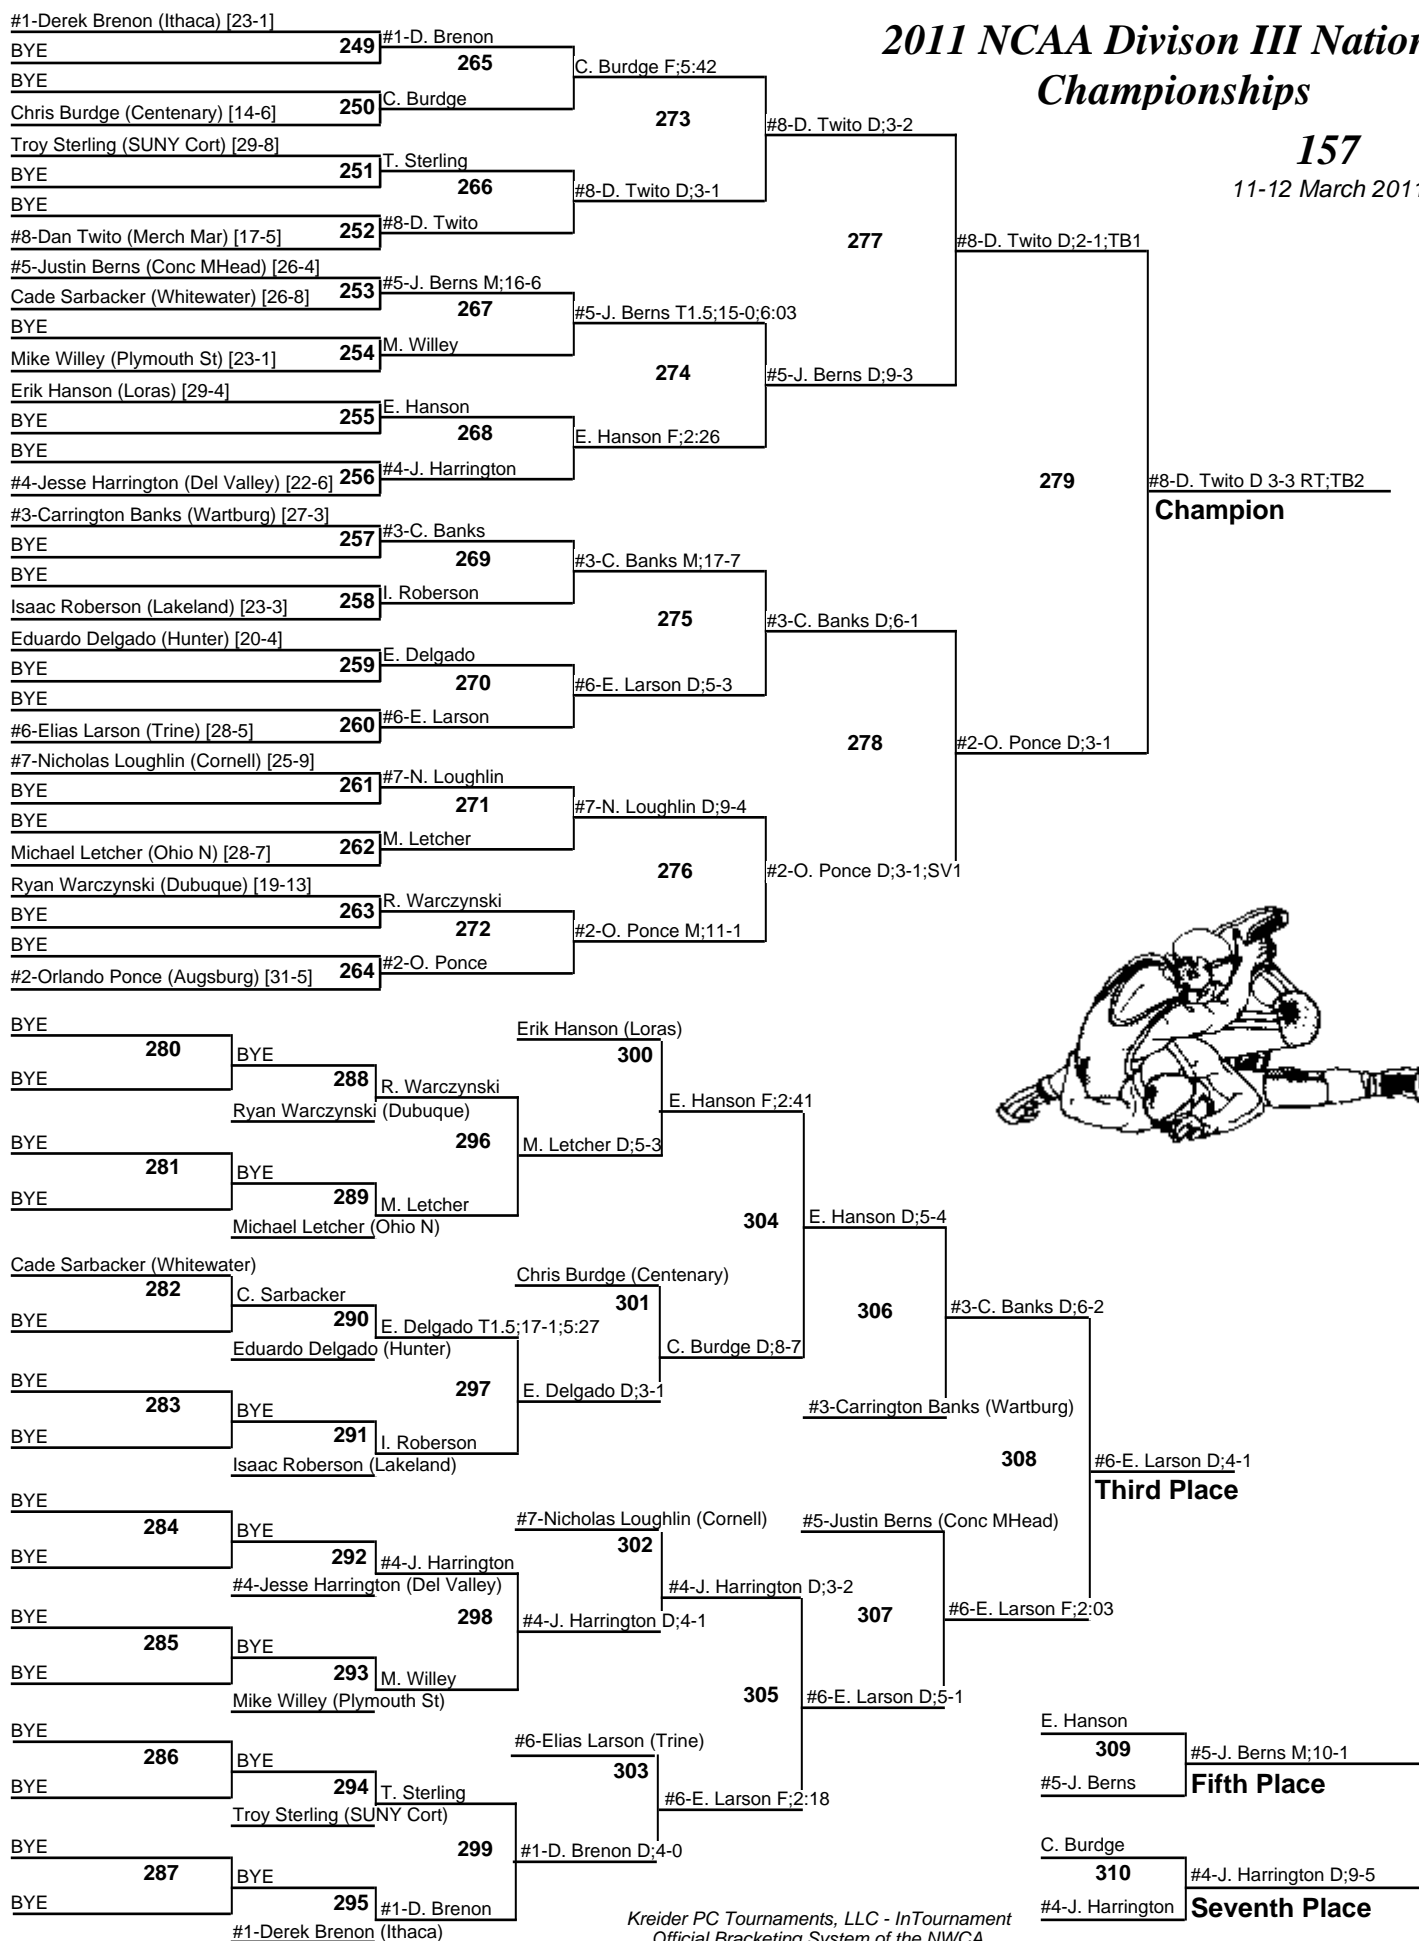 2011 NCAA Divison III Nation
Championships
157
11-12 March 2011
#1-Derek Brenon (Ithaca) [23-1]
BYE
249
#1-D. Brenon
265
C. Burdge F;5:42
BYE
Chris Burdge (Centenary) [14-6]
250
C. Burdge
273
#8-D. Twito D;3-2
Troy Sterling (SUNY Cort) [29-8]
BYE
251
T. Sterling
266
#8-D. Twito D;3-1
BYE
#8-Dan Twito (Merch Mar) [17-5]
252
#8-D. Twito
277
#8-D. Twito D;2-1;TB1
#5-Justin Berns (Conc MHead) [26-4]
Cade Sarbacker (Whitewater) [26-8]
253
#5-J. Berns M;16-6
267
#5-J. Berns T1.5;15-0;6:03
BYE
Mike Willey (Plymouth St) [23-1]
254
M. Willey
274
#5-J. Berns D;9-3
Erik Hanson (Loras) [29-4]
BYE
255
E. Hanson
268
E. Hanson F;2:26
BYE
#4-Jesse Harrington (Del Valley) [22-6]
256
#4-J. Harrington
279
#8-D. Twito D 3-3 RT;TB2
Champion
#3-Carrington Banks (Wartburg) [27-3]
BYE
257
#3-C. Banks
269
#3-C. Banks M;17-7
BYE
Isaac Roberson (Lakeland) [23-3]
258
I. Roberson
275
#3-C. Banks D;6-1
Eduardo Delgado (Hunter) [20-4]
BYE
259
E. Delgado
270
#6-E. Larson D;5-3
BYE
#6-Elias Larson (Trine) [28-5]
260
#6-E. Larson
278
#2-O. Ponce D;3-1
#7-Nicholas Loughlin (Cornell) [25-9]
BYE
261
#7-N. Loughlin
271
#7-N. Loughlin D;9-4
BYE
Michael Letcher (Ohio N) [28-7]
262
M. Letcher
276
#2-O. Ponce D;3-1;SV1
Ryan Warczynski (Dubuque) [19-13]
BYE
263
R. Warczynski
272
#2-O. Ponce M;11-1
BYE
#2-Orlando Ponce (Augsburg) [31-5]
264
#2-O. Ponce
BYE
280
BYE
BYE
288
R. Warczynski
Ryan Warczynski (Dubuque)
Erik Hanson (Loras)
300
E. Hanson F;2:41
296
M. Letcher D;5-3
BYE
281
BYE
BYE
289
M. Letcher
Michael Letcher (Ohio N)
304
E. Hanson D;5-4
Cade Sarbacker (Whitewater)
282
BYE
C. Sarbacker
290
E. Delgado T1.5;17-1;5:27
Eduardo Delgado (Hunter)
Chris Burdge (Centenary)
301
C. Burdge D;8-7
306
#3-C. Banks D;6-2
297
E. Delgado D;3-1
BYE
283
BYE
BYE
291
I. Roberson
Isaac Roberson (Lakeland)
#3-Carrington Banks (Wartburg)
308
#6-E. Larson D;4-1
Third Place
BYE
284
BYE
BYE
292
#4-J. Harrington
#4-Jesse Harrington (Del Valley)
#7-Nicholas Loughlin (Cornell)
302
#4-J. Harrington D;3-2
#5-Justin Berns (Conc MHead)
307
#6-E. Larson F;2:03
298
#4-J. Harrington D;4-1
BYE
285
BYE
BYE
293
M. Willey
Mike Willey (Plymouth St)
305
#6-E. Larson D;5-1
BYE
286
BYE
BYE
294
T. Sterling
Troy Sterling (SUNY Cort)
#6-Elias Larson (Trine)
303
#6-E. Larson F;2:18
299
#1-D. Brenon D;4-0
BYE
287
BYE
BYE
295
#1-D. Brenon
#1-Derek Brenon (Ithaca)
E. Hanson
309
#5-J. Berns
#5-J. Berns M;10-1
Fifth Place
C. Burdge
310
#4-J. Harrington
#4-J. Harrington D;9-5
Seventh Place
Kreider PC Tournaments, LLC - InTournament
Official Bracketing System of the NWCA